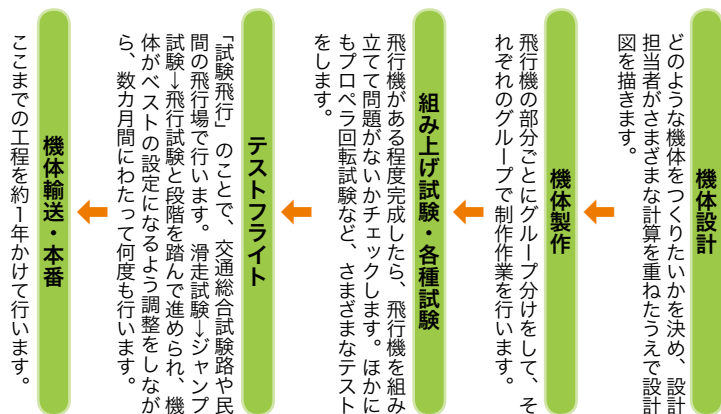 機体設計
どのような機体をつくりたいかを決め、設計
担当者がさまざまな計算を重ねたうえで設計
図を描きます。
機体製作
飛行機の部分ごとにグループ分けをして、そ
れぞれのグループで制作作業を行います。
組み上げ試験・各種試験
飛行機がある程度完成したら、飛行機を組み
立てて問題がないかチェックします。ほかに
もプロペラ回転試験など、さまざまなテスト
をします。
テストフライト
「試験飛行」のことで、交通総合試験路や民
間の飛行場で行います。滑走試験→ジャンプ
試験→飛行試験と段階を踏んで進められ、機
体がベストの設定になるよう調整をしなが
ら、数カ月間にわたって何度も行います。
機体輸送・本番
ここまでの工程を約1年かけて行います。